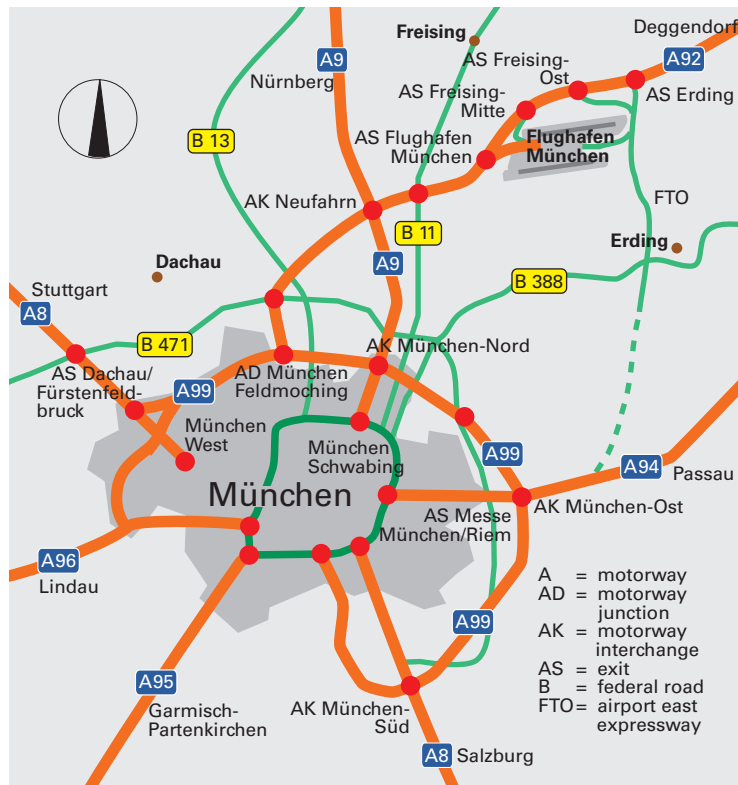 Deggendorf
Freising
A9
A92
AS Freising-
Ost
Nürnberg
AS Freising-
Mitte
AS Erding
B 13
AS Flughafen
München
Flughafen
München
AK Neufahrn
FTO
B 11
Erding
Dachau
A9
B 388
Stuttgart
A8
B 471
AK München-Nord
AS Dachau/
Fürstenfeld-
bruck
A99
AD München
Feldmoching
München
West
München
Schwabing
A99
A94
Passau
München
AS Messe
München/Riem
AK München-Ost
A96
Lindau
A99
A95
Garmisch-
Partenkirchen
AK München-
Süd
A8
Salzburg
A = motorway
AD = motorway
junction
AK = motorway
interchange
AS = exit
B = federal road
FTO = airport east
expressway